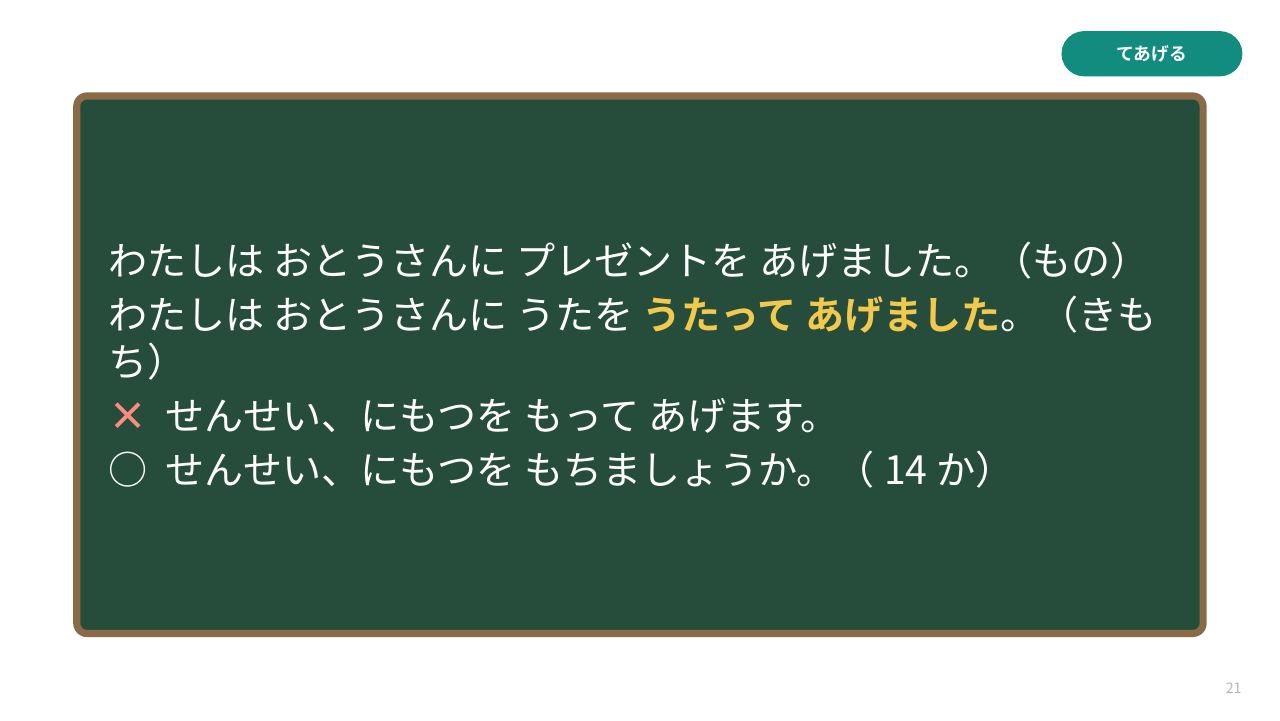 てあげる
わたしは おとうさんに プレゼントを あげました。（もの）
わたしは おとうさんに うたを うたって あげました。（きも
ち）
✕ せんせい、にもつを もって あげます。
◯ せんせい、にもつを もちましょうか。（ 14 か）
21